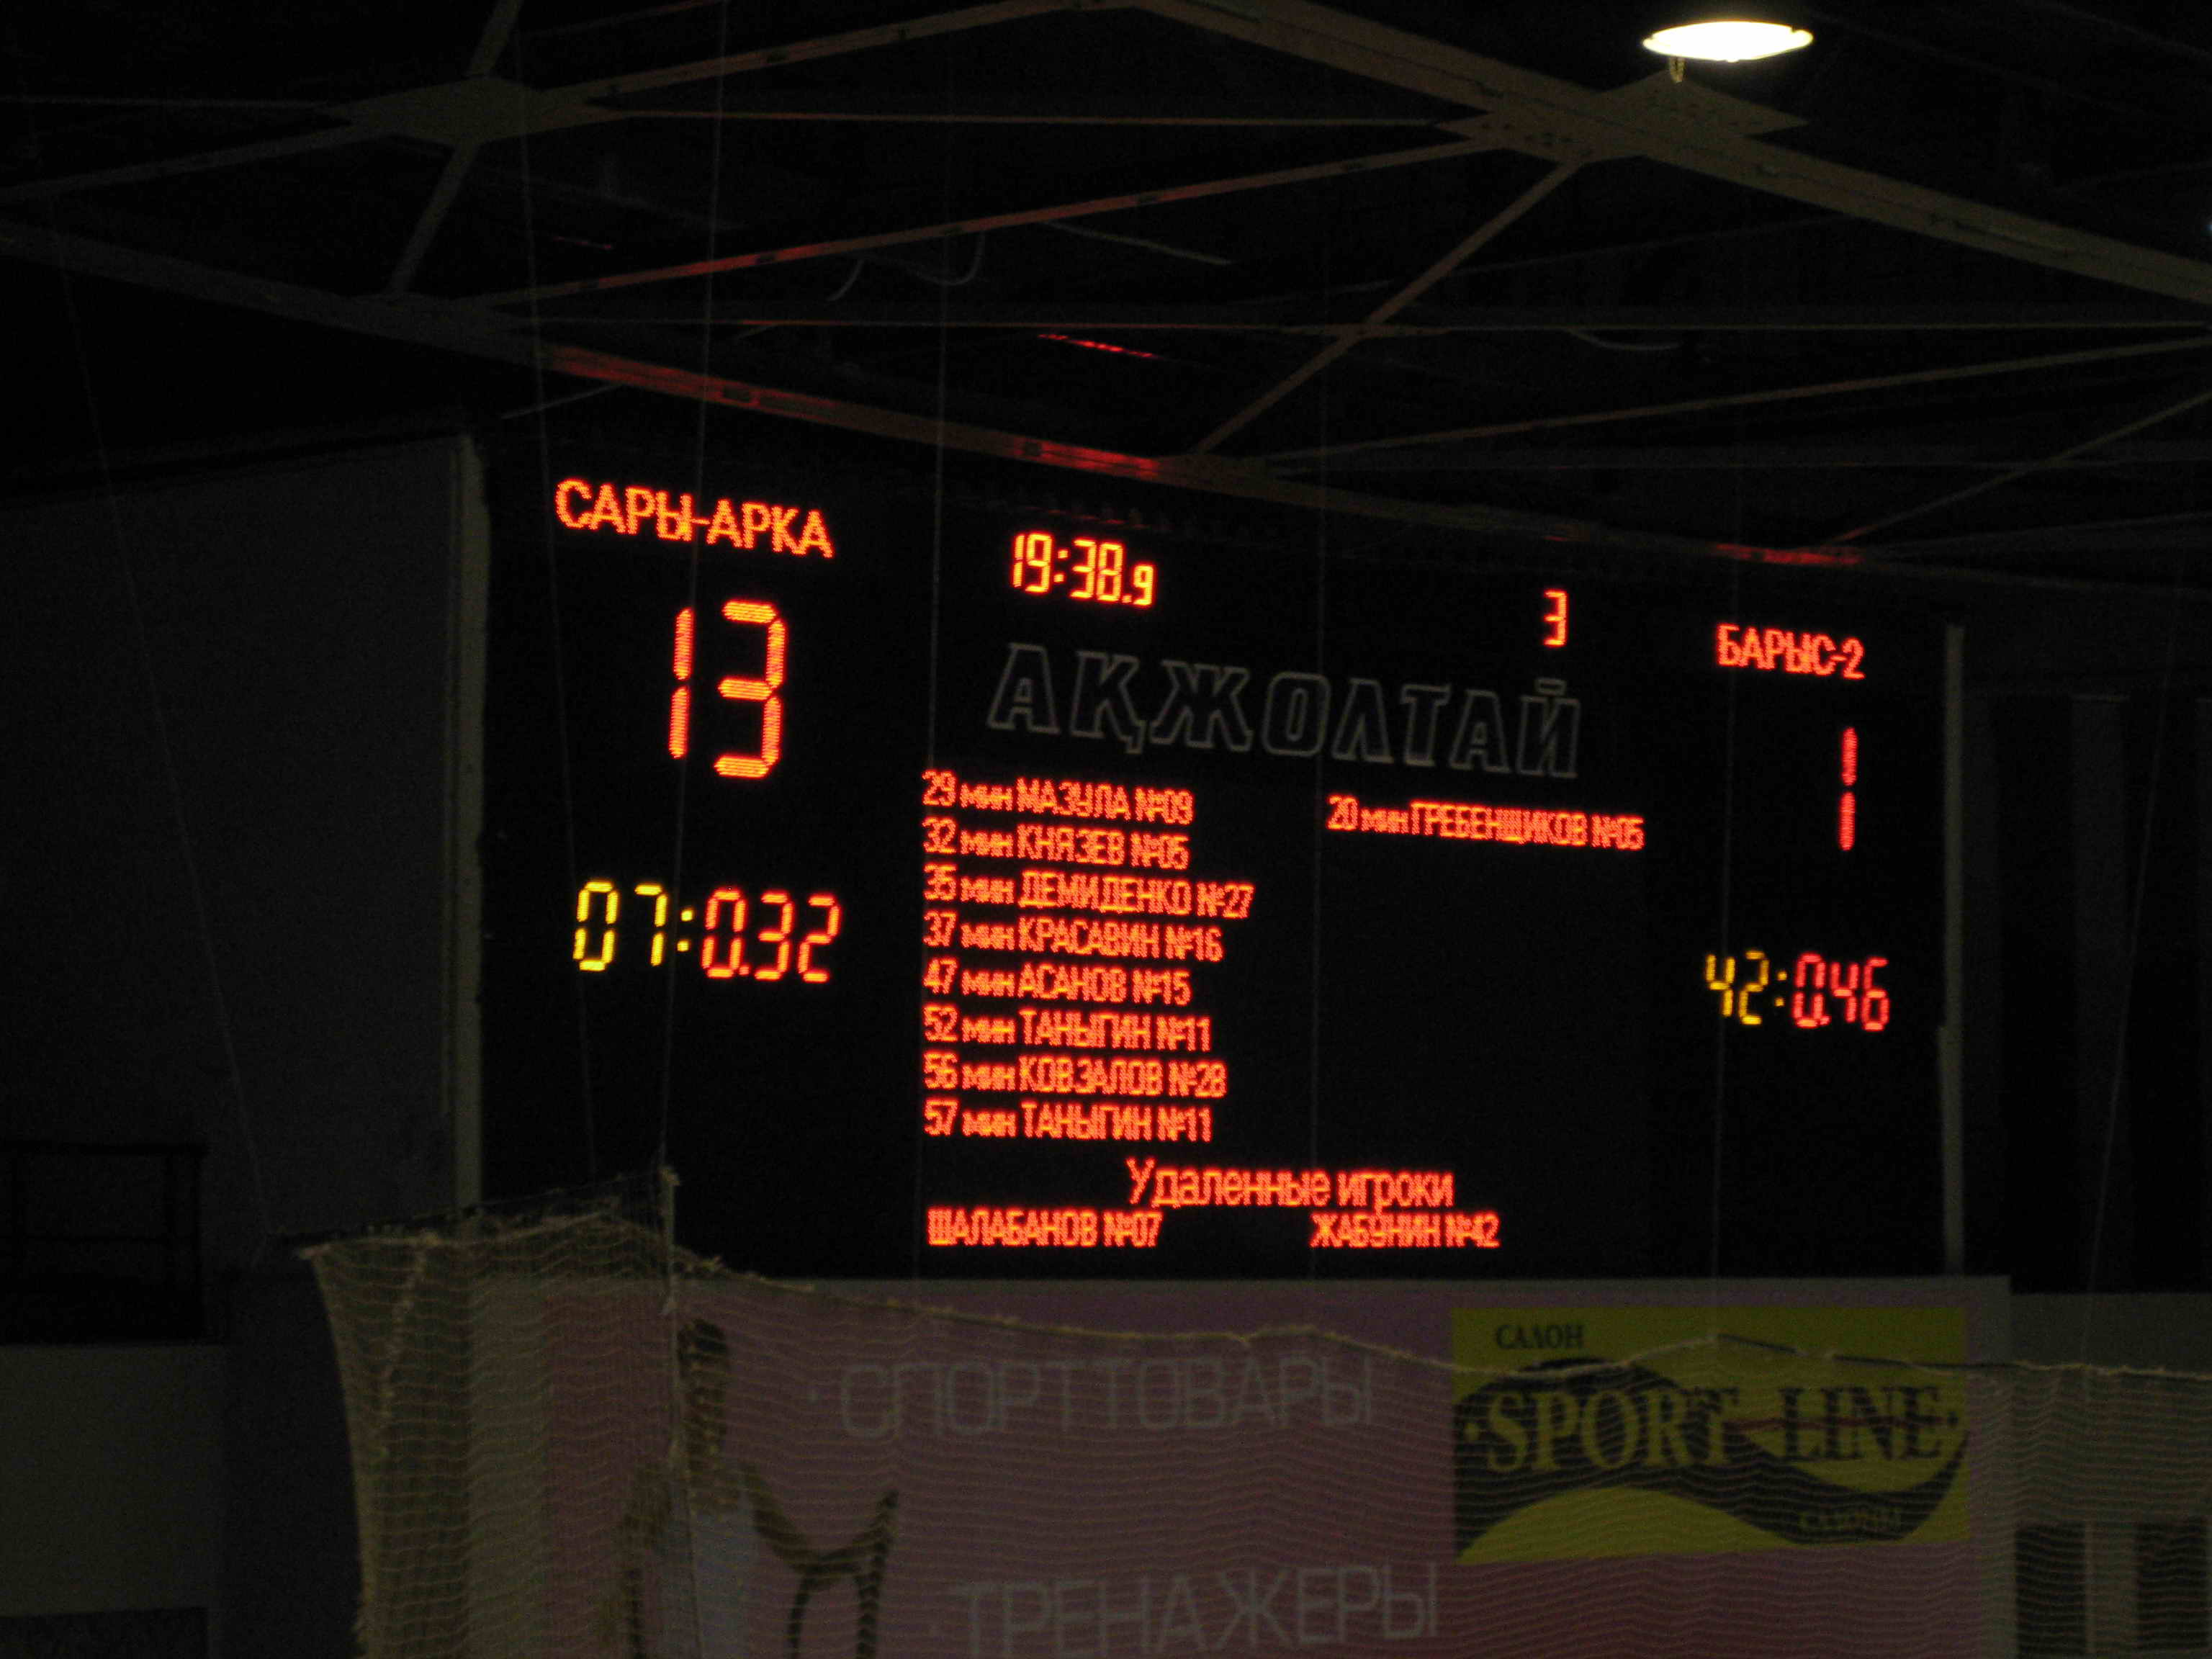 САРЫ-АРКА
19:38.9
3
БАРЫС-2
13
1
АҚЖОЛТАЙ
29 мин МАЗУЛА №09
20 мин ГРЕБЕНЩИКОВ №05
32 мин КНЯЗЕВ №05
35 мин ДЕМИДЕНКО №27
37 мин КРАСАВИН №16
07:0.32
42:0.46
47 мин АСАНОВ №15
52 мин ТАНЫГИН №11
56 мин КОВЗАЛОВ №28
57 мин ТАНЫГИН №11
Удаленные игроки
ШАЛАБАНОВ №07
ЖАБУНИН №42
САЛОН
· СПОРТТОВАРЫ
·SPORT-LINE·
· ТРЕНАЖЕРЫ